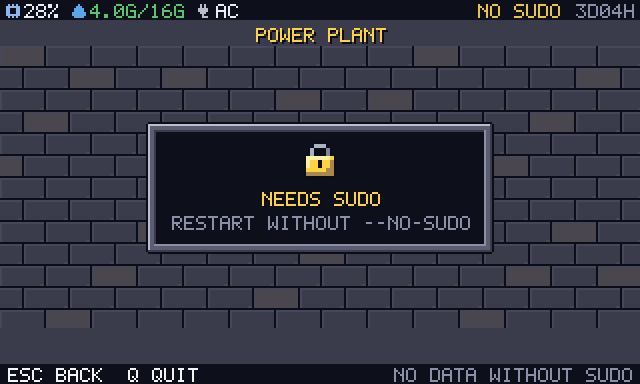 28% 4.0G/16G AC NO SUDO 3D04H
POWER PLANT
NEEDS SUDO
RESTART WITHOUT --NO-SUDO
ESC BACK Q QUIT NO DATA WITHOUT SUDO